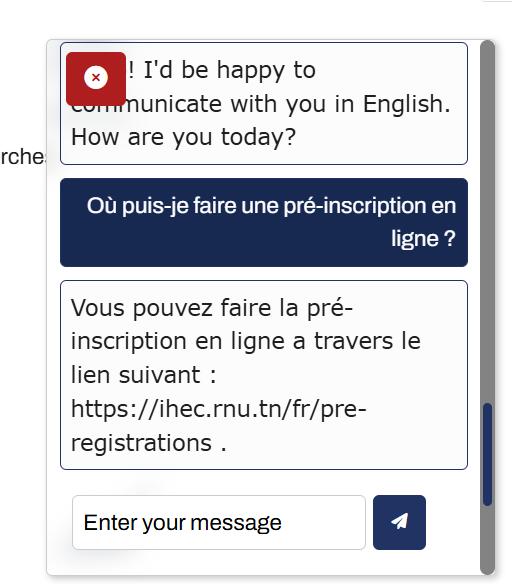 ! I'd be happy to
communicate with you in English.
How are you today?
rches
Où puis-je faire une pré-inscription en
ligne ?
Vous pouvez faire la pré-
inscription en ligne a travers le
lien suivant :
https://ihec.rnu.tn/fr/pre-
registrations .
Enter your message